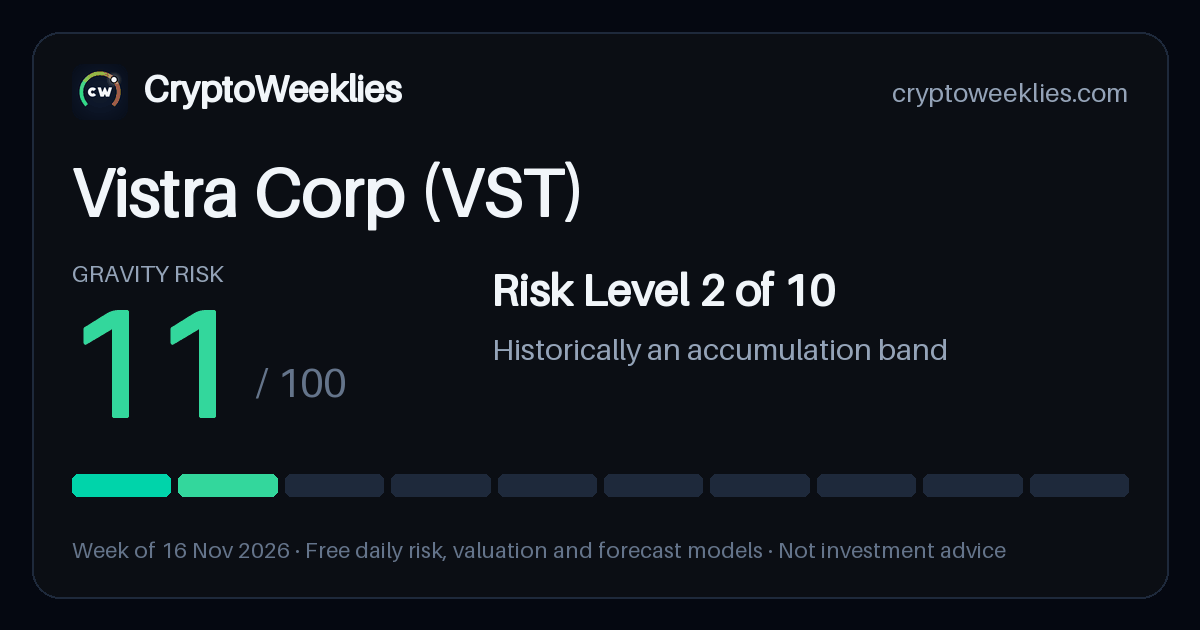 CW
CryptoWeeklies
cryptoweeklies.com
Vistra Corp (VST)
GRAVITY RISK
11 / 100
Risk Level 2 of 10
Historically an accumulation band
Week of 16 Nov 2026 · Free daily risk, valuation and forecast models · Not investment advice